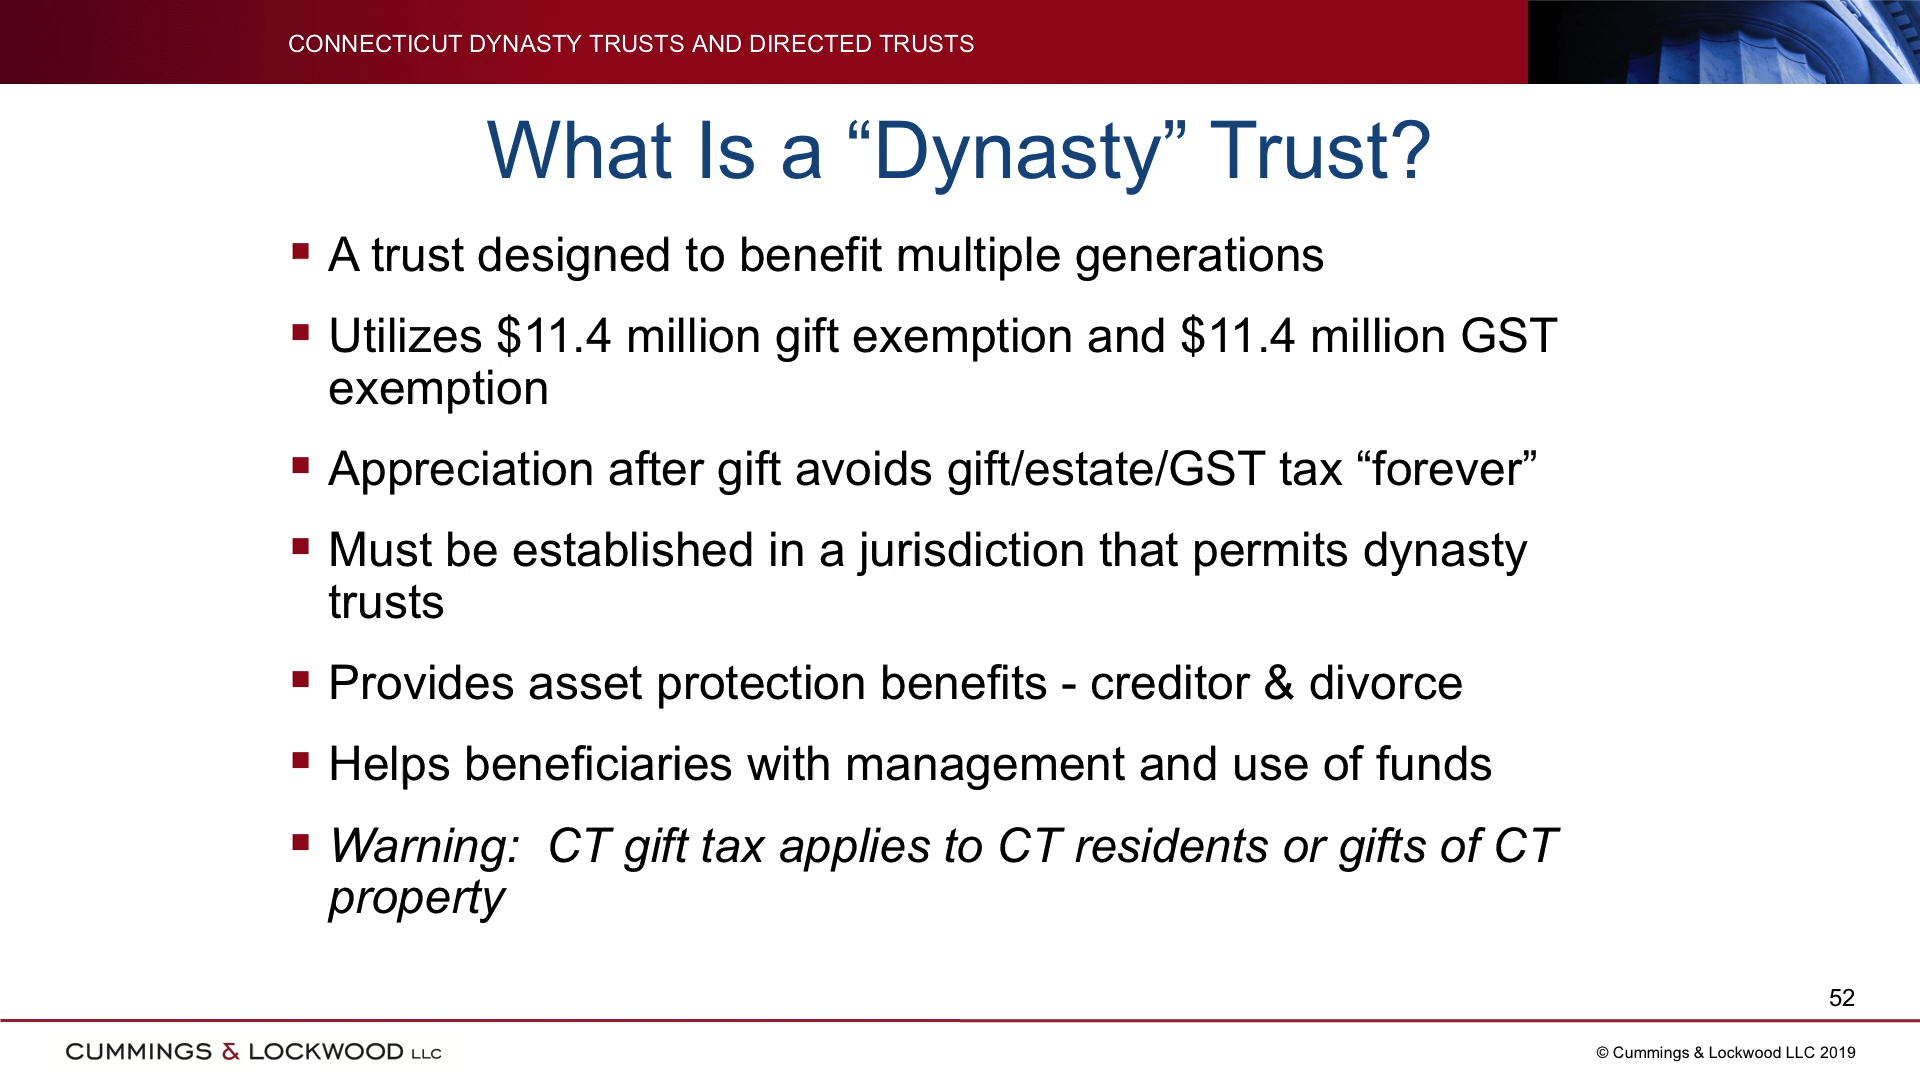 CONNECTICUT DYNASTY TRUSTS AND DIRECTED TRUSTS
What Is a “Dynasty” Trust?
▪ A trust designed to benefit multiple generations
▪ Utilizes $11.4 million gift exemption and $11.4 million GST
exemption
▪ Appreciation after gift avoids gift/estate/GST tax “forever”
▪ Must be established in a jurisdiction that permits dynasty
trusts
▪ Provides asset protection benefits - creditor & divorce
▪ Helps beneficiaries with management and use of funds
▪ Warning:  CT gift tax applies to CT residents or gifts of CT
property
52
CUMMINGS & LOCKWOOD LLC
© Cummings & Lockwood LLC 2019